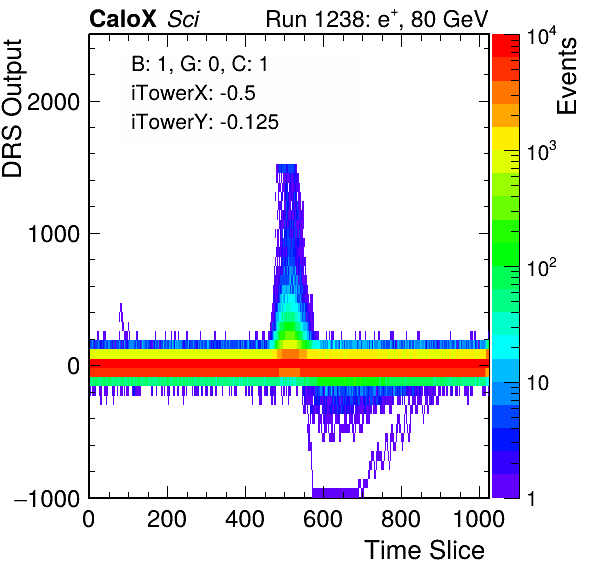 CaloX Sci Run 1238: e⁺, 80 GeV
B: 1, G: 0, C: 1
iTowerX: -0.5
iTowerY: -0.125
DRS Output
2000
1000
0
−1000
0 200 400 600 800 1000
Time Slice
Events
10⁴
10³
10²
10
1